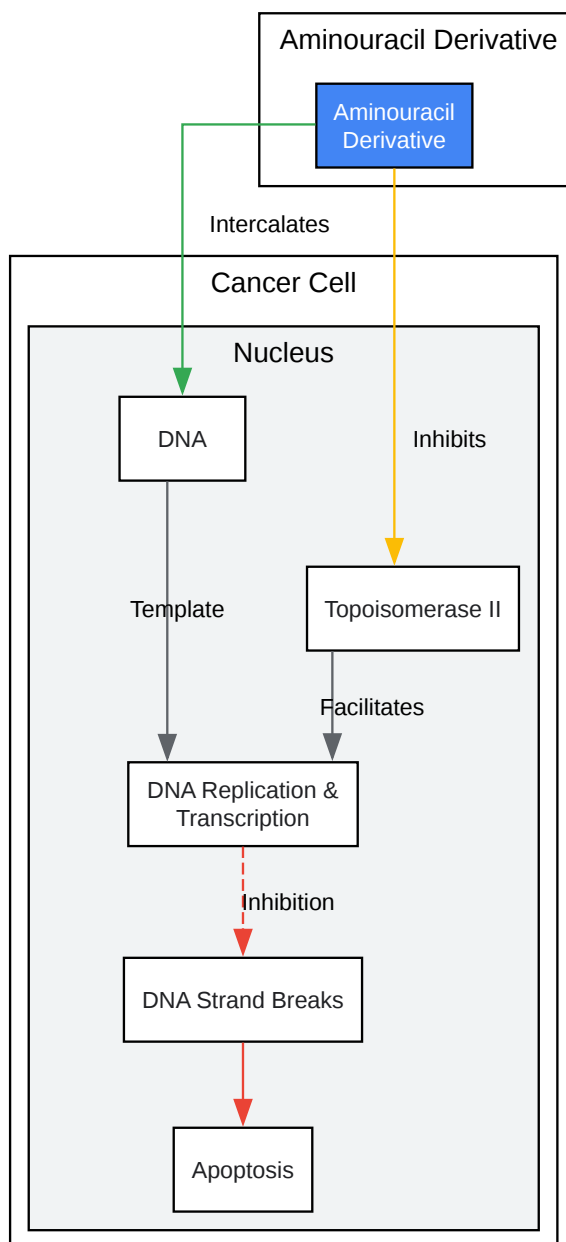 Aminouracil Derivative
Aminouracil
Derivative
Intercalates
Cancer Cell
Nucleus
DNA
Inhibits
Template
Topoisomerase II
Facilitates
DNA Replication &
Transcription
Inhibition
DNA Strand Breaks
Apoptosis